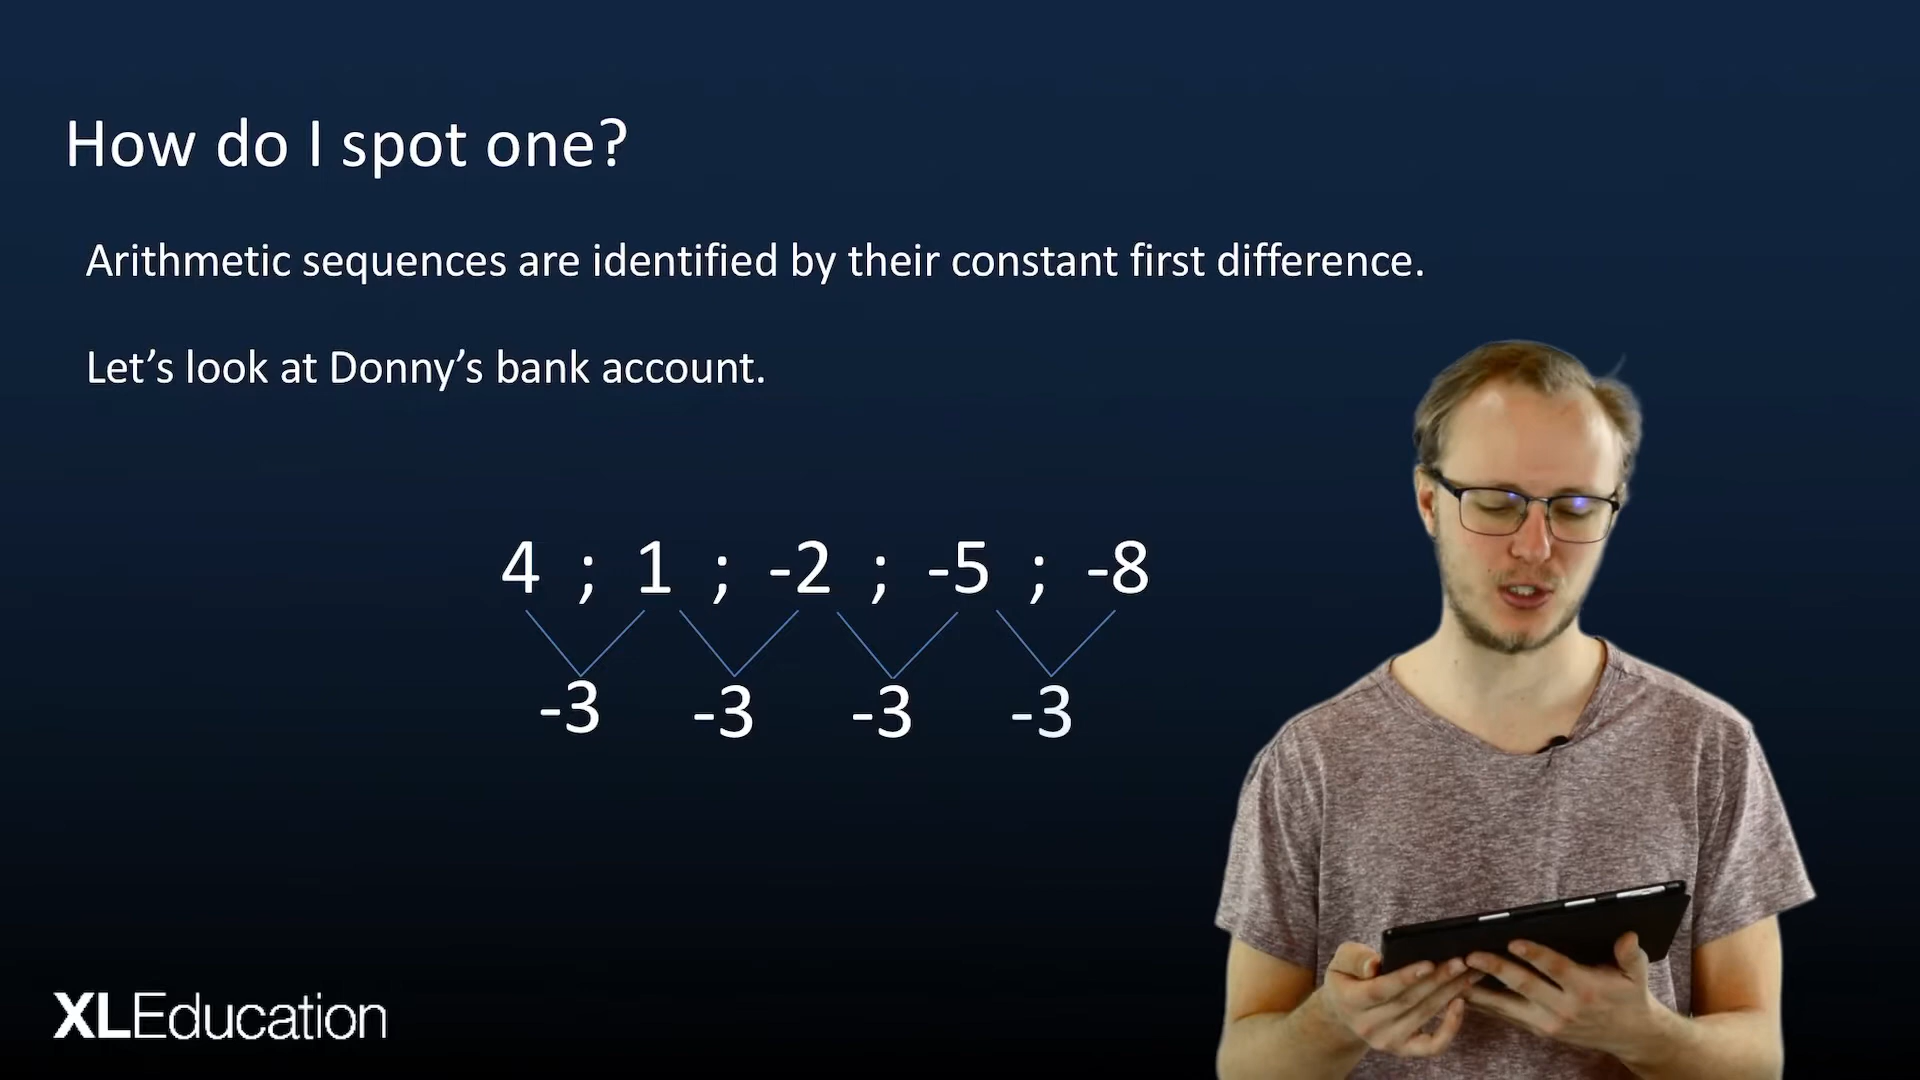 How do I spot one?
Arithmetic sequences are identified by their constant first difference.
Let’s look at Donny’s bank account.
4 ; 1 ; -2 ; -5 ; -8
-3 -3 -3 -3
XLEducation